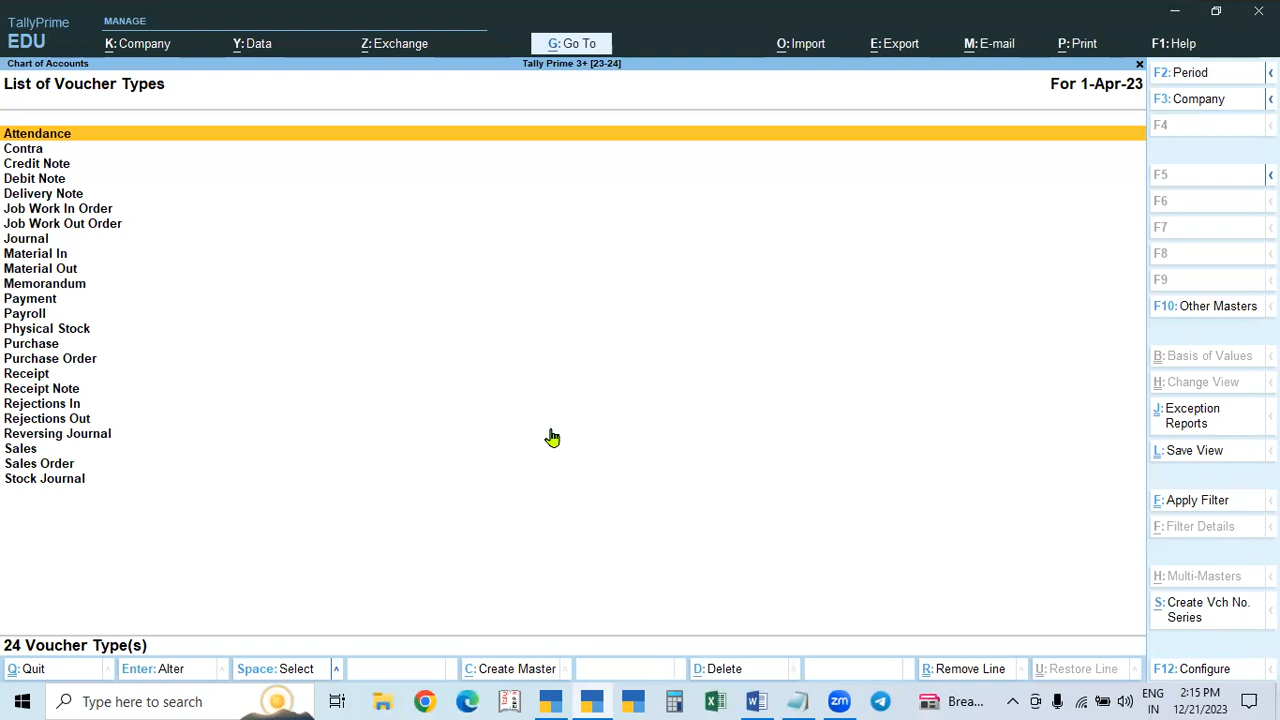 TallyPrime
EDU
MANAGE
K: Company
Y: Data
Z: Exchange
G: Go To
O: Import
E: Export
M: E-mail
P: Print
F1: Help
Chart of Accounts
Tally Prime 3+ [23-24]
List of Voucher Types
For 1-Apr-23
Attendance
Contra
Credit Note
Debit Note
Delivery Note
Job Work In Order
Job Work Out Order
Journal
Material In
Material Out
Memorandum
Payment
Payroll
Physical Stock
Purchase
Purchase Order
Receipt
Receipt Note
Rejections In
Rejections Out
Reversing Journal
Sales
Sales Order
Stock Journal
24 Voucher Type(s)
F2: Period
F3: Company
F4
F5
F6
F7
F8
F9
F10: Other Masters
B: Basis of Values
H: Change View
J: Exception
Reports
L: Save View
F: Apply Filter
F: Filter Details
H: Multi-Masters
S: Create Vch No.
Series
F12: Configure
Q: Quit
Enter: Alter
Space: Select
C: Create Master
D: Delete
R: Remove Line
U: Restore Line
Type here to search
zm
Brea...
ENG
IN
2:15 PM
12/21/2023